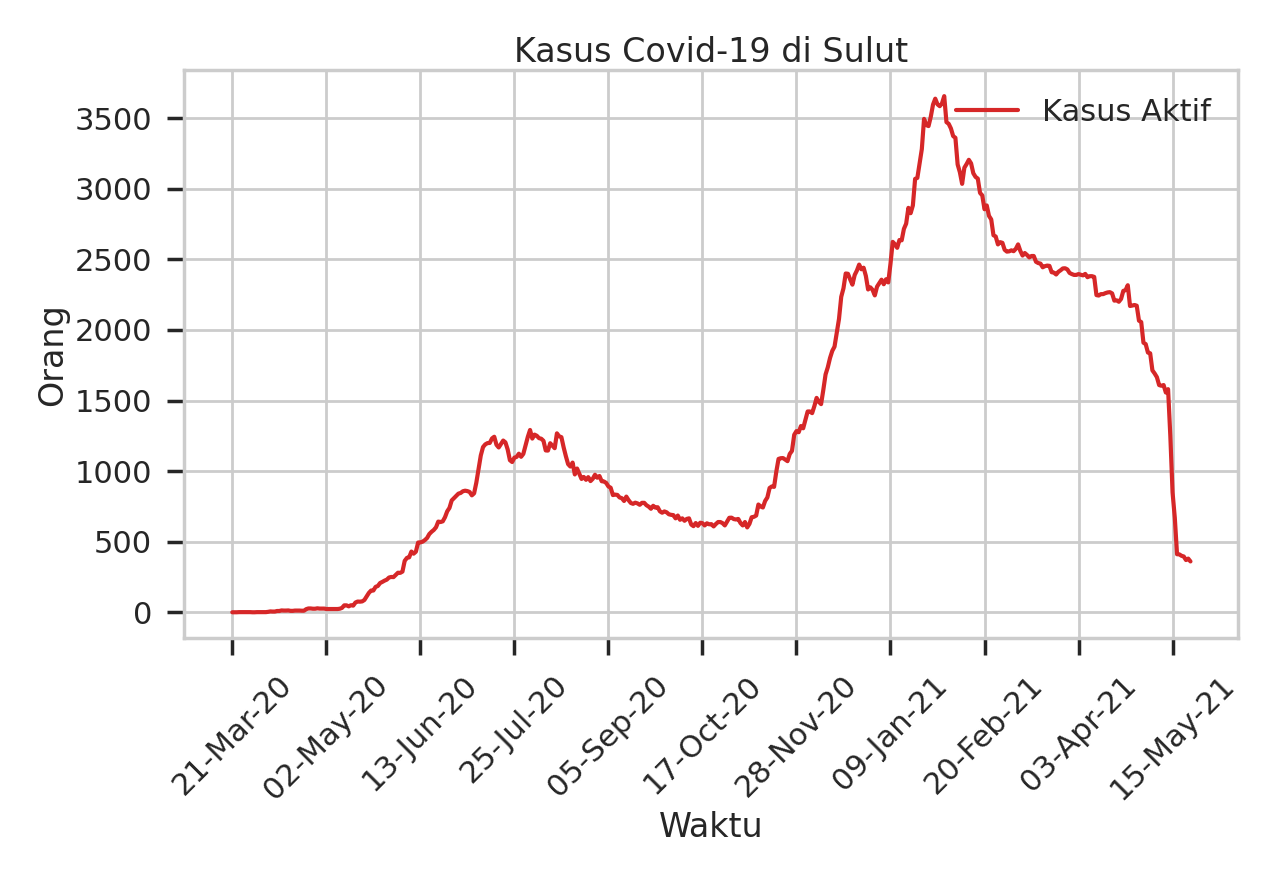 Kasus Covid-19 di Sulut
Kasus Aktif
Orang
3500
3000
2500
2000
1500
1000
500
0
21-Mar-20
02-May-20
13-Jun-20
25-Jul-20
05-Sep-20
17-Oct-20
28-Nov-20
09-Jan-21
20-Feb-21
03-Apr-21
15-May-21
Waktu